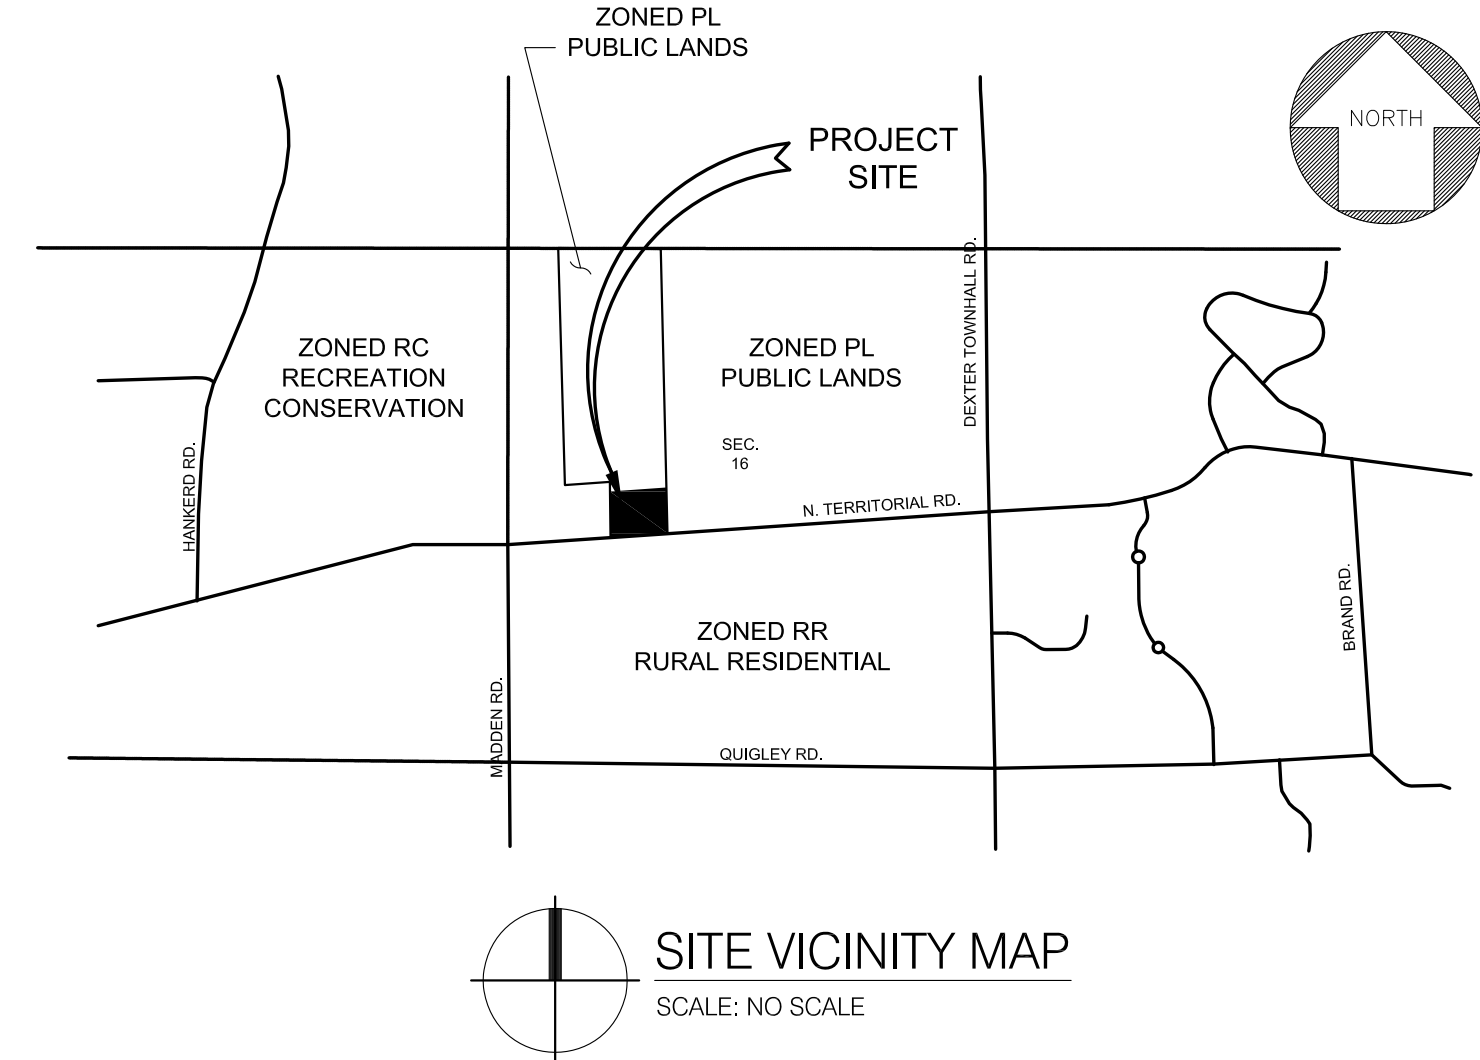 ZONED PL
PUBLIC LANDS
PROJECT
SITE
NORTH
ZONED RC
RECREATION
CONSERVATION
ZONED PL
PUBLIC LANDS
DEXTER TOWNHALL RD.
SEC.
16
HANKERD RD.
N. TERRITORIAL RD.
ZONED RR
RURAL RESIDENTIAL
BRAND RD.
MADDEN RD.
QUIGLEY RD.
SITE VICINITY MAP
SCALE: NO SCALE